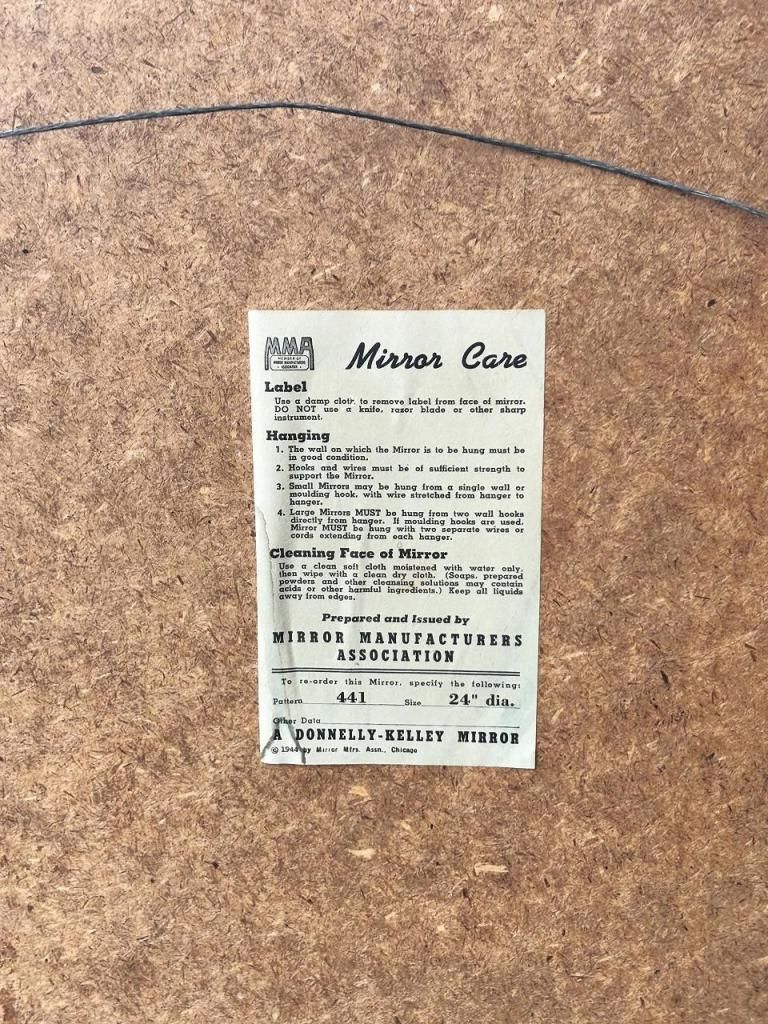 MMA
MEMBER OF
MIRROR MANUFACTURERS
ASSOCIATION
Mirror Care
Label
Use a damp cloth to remove label from face of mirror.
DO NOT use a knife, razor blade or other sharp
instrument.
Hanging
1. The wall on which the Mirror is to be hung must be
in good condition.
2. Hooks and wires must be of sufficient strength to
support the Mirror.
3. Small Mirrors may be hung from a single wall or
moulding hook, with wire stretched from hanger to
hanger.
4. Large Mirrors MUST be hung from two wall hooks
directly from hanger. If moulding hooks are used,
Mirror MUST be hung with two separate wires or
cords extending from each hanger.
Cleaning Face of Mirror
Use a clean soft cloth moistened with water only,
then wipe with a clean dry cloth. (Soaps, prepared
powders and other cleansing solutions may contain
acids or other harmful ingredients.) Keep all liquids
away from edges.
Prepared and Issued by
MIRROR MANUFACTURERS
ASSOCIATION
To re-order this Mirror, specify the following:
Pattern 441 Size 24" dia.
Other Data
A DONNELLY-KELLEY MIRROR
© 1944 by Mirror Mfrs. Assn., Chicago